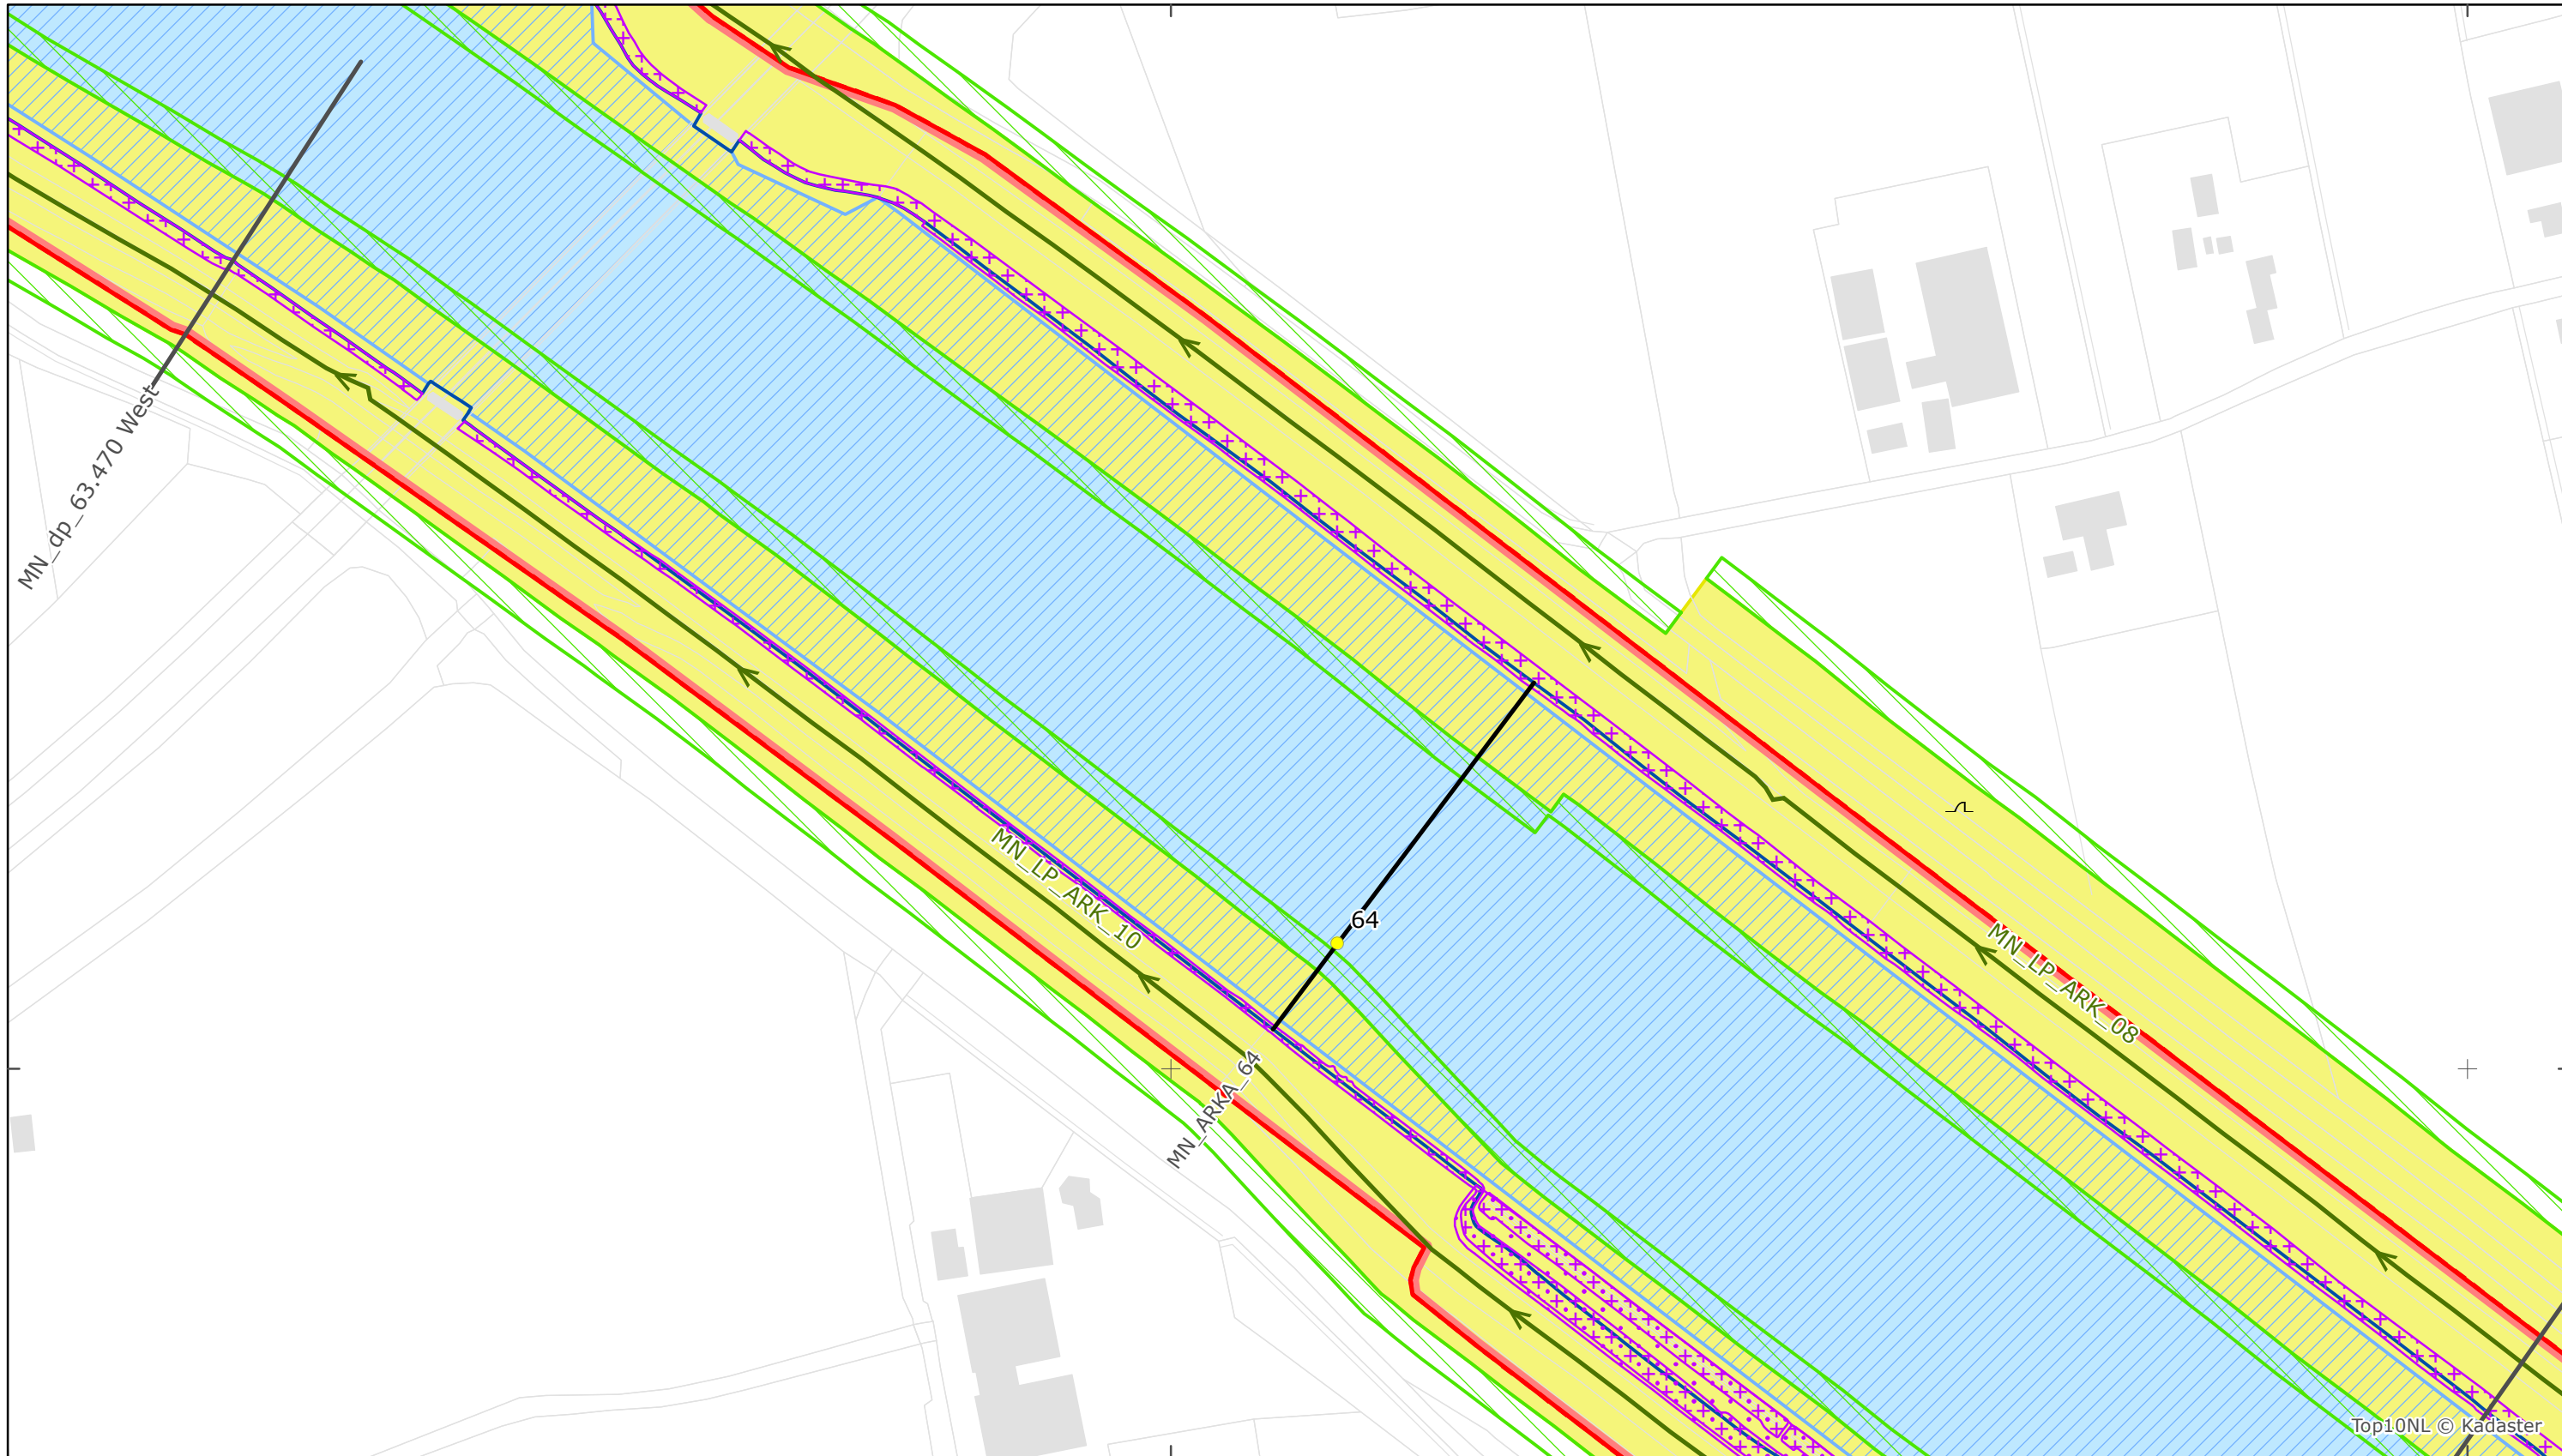 MN_dp_63.470 West
MN_LP_ARK_10
64
MN_LP_ARK_08
MN_ARKA_64
Top10NL © Kadaster